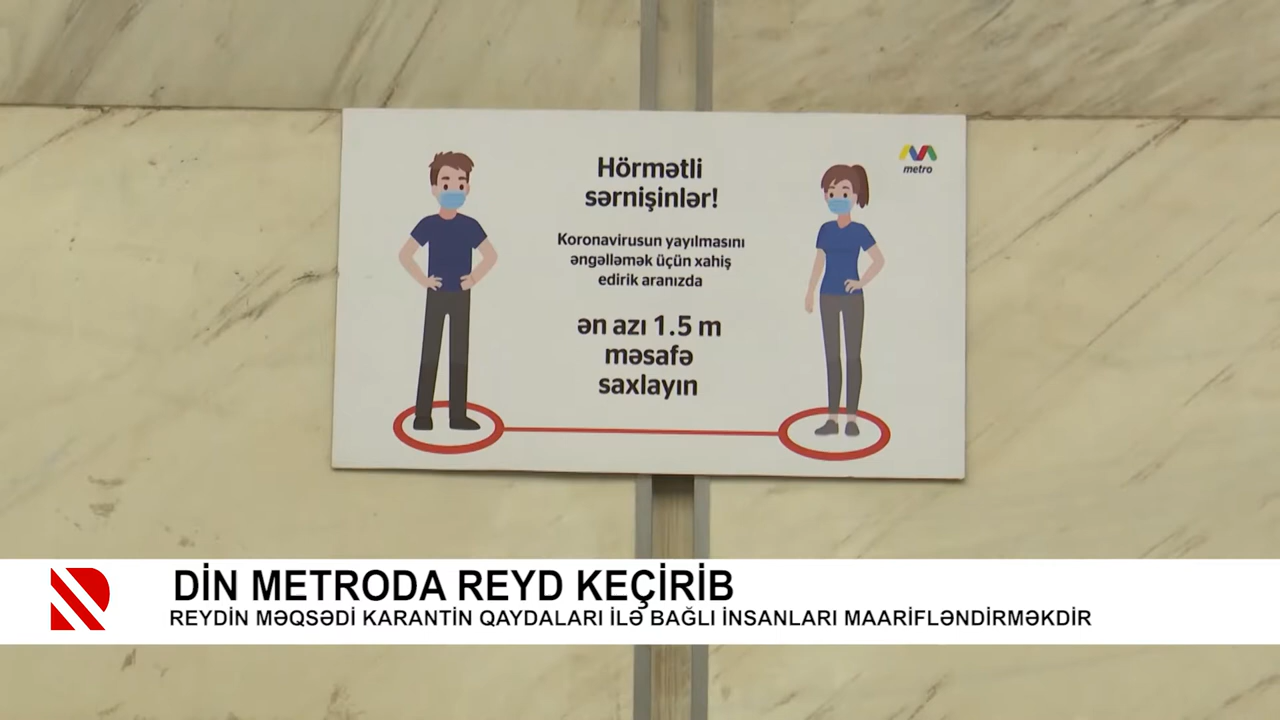 Hörmətli
sərnişinlər!
metro
Koronavirusun yayılmasını
əngəlləmək üçün xahiş
edirik aranızda
ən azı 1.5 m
məsafə
saxlayın
DİN METRODA REYD KEÇİRİB
REYDİN MƏQSƏDİ KARANTİN QAYDALARI İLƏ BAĞLI İNSANLARI MAARİFLƏNDİRMƏKDİR